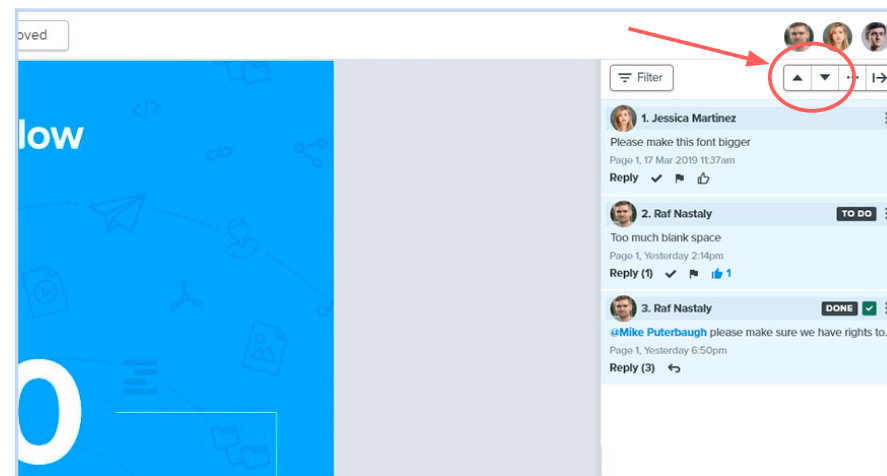 oved
low
0
Filter
1. Jessica Martinez
Please make this font bigger
Page 1, 17 Mar 2019 11:37am
Reply
2. Raf Nastaly TO DO
Too much blank space
Page 1, Yesterday 2:14pm
Reply (1) 1
3. Raf Nastaly DONE
@Mike Puterbaugh please make sure we have rights to.
Page 1, Yesterday 6:50pm
Reply (3)